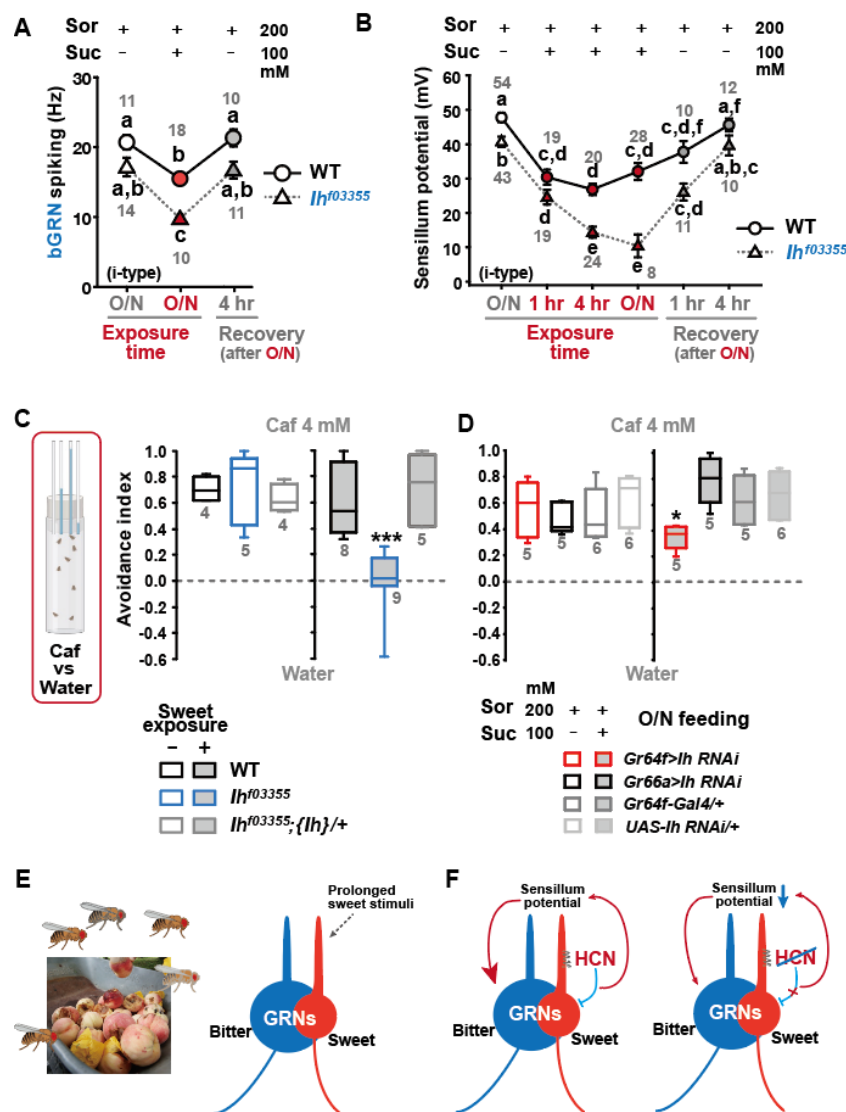 A
Sor + + + 200
Suc - + - 100
mM
bGRN spiking (Hz)
30
20
10
0
11
a
18
b
10
a
a,b
14
c
10
a,b
11
WT
Ih^f03355
(i-type)
O/N O/N 4 hr
Exposure time
Recovery
(after O/N)
B
Sor + + + + + + 200
Suc - + + + - - 100
mM
Sensillum potential (mV)
60
50
40
30
20
10
0
54
a
b
43
19
c,d
d
19
20
d
e
24
28
c,d
e
8
10
c,d,f
c,d
11
12
a,f
a,b,c
10
WT
Ih^f03355
(i-type)
O/N 1 hr 4 hr O/N 1 hr 4 hr
Exposure time
Recovery
(after O/N)
C
Caf
vs
Water
Caf 4 mM
Avoidance index
1.0
0.8
0.6
0.4
0.2
0.0
-0.2
-0.4
-0.6
4
5
4
8
***
9
5
Water
Sweet exposure
- +
WT
Ih^f03355
Ih^f03355;{Ih}/+
D
Caf 4 mM
1.0
0.8
0.6
0.4
0.2
0.0
-0.2
-0.4
-0.6
5
5
6
6
*
5
5
5
6
Water
mM
Sor 200 + +
Suc 100 - +
O/N feeding
Gr64f>Ih RNAi
Gr66a>Ih RNAi
Gr64f-Gal4/+
UAS-Ih RNAi/+
E
Prolonged
sweet stimuli
GRNs
Bitter
Sweet
F
Sensillum
potential
HCN
GRNs
Bitter
Sweet
Sensillum
potential
HCN
GRNs